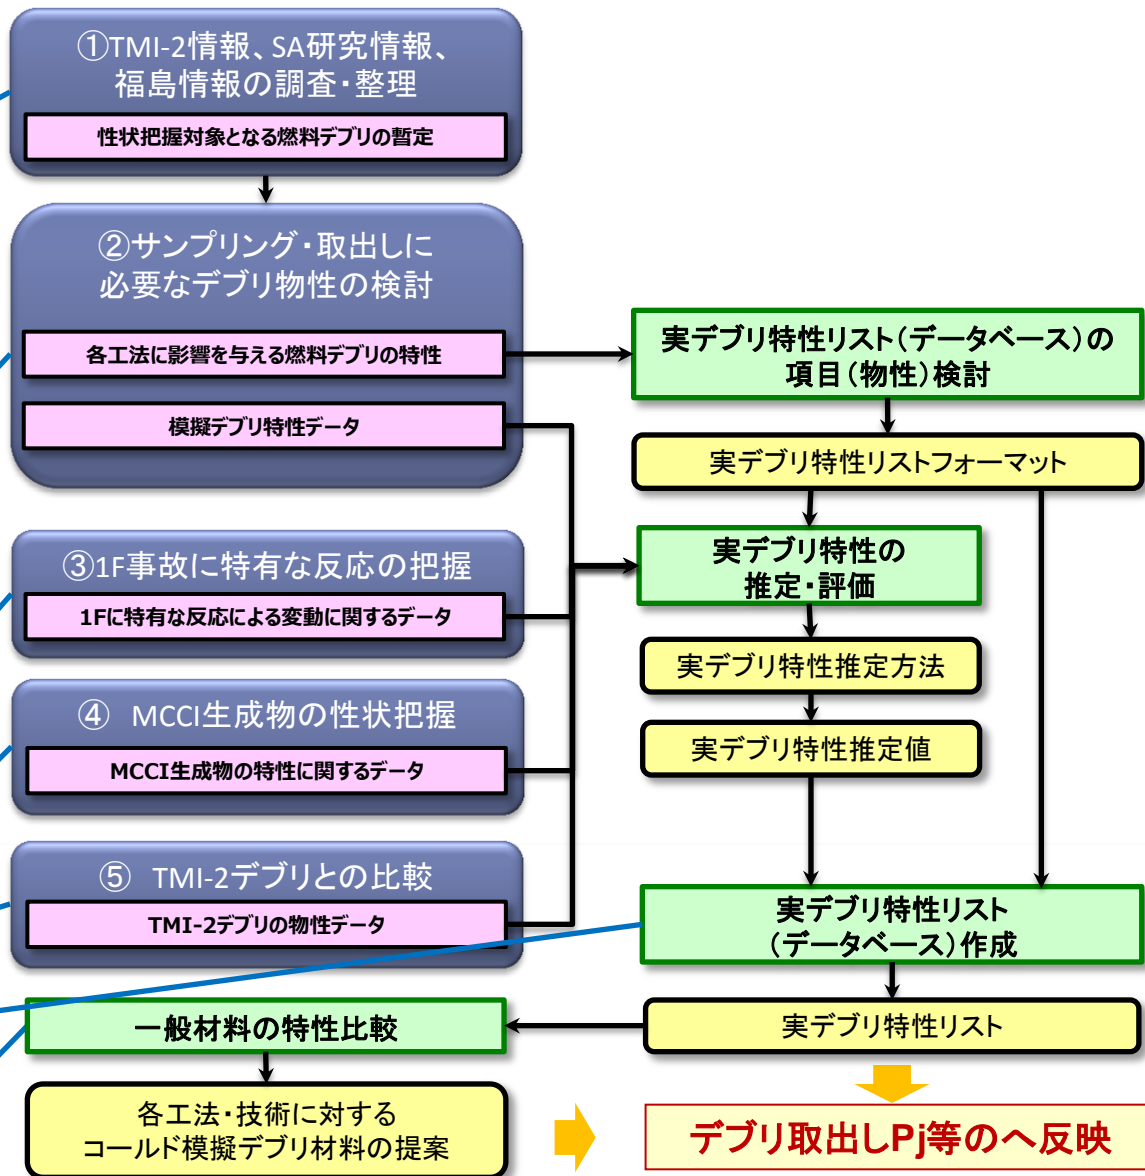 ①TMI-2情報、SA研究情報、
福島情報の調査・整理
性状把握対象となる燃料デブリの暫定
②サンプリング・取出しに
必要なデブリ物性の検討
各工法に影響を与える燃料デブリの特性
模擬デブリ特性データ
③1F事故に特有な反応の把握
1Fに特有な反応による変動に関するデータ
④ MCCI生成物の性状把握
MCCI生成物の特性に関するデータ
⑤ TMI-2デブリとの比較
TMI-2デブリの物性データ
実デブリ特性リスト(データベース)の
項目(物性)検討
実デブリ特性リストフォーマット
実デブリ特性の
推定・評価
実デブリ特性推定方法
実デブリ特性推定値
実デブリ特性リスト
(データベース)作成
実デブリ特性リスト
一般材料の特性比較
各工法・技術に対する
コールド模擬デブリ材料の提案
デブリ取出しPj等のへ反映